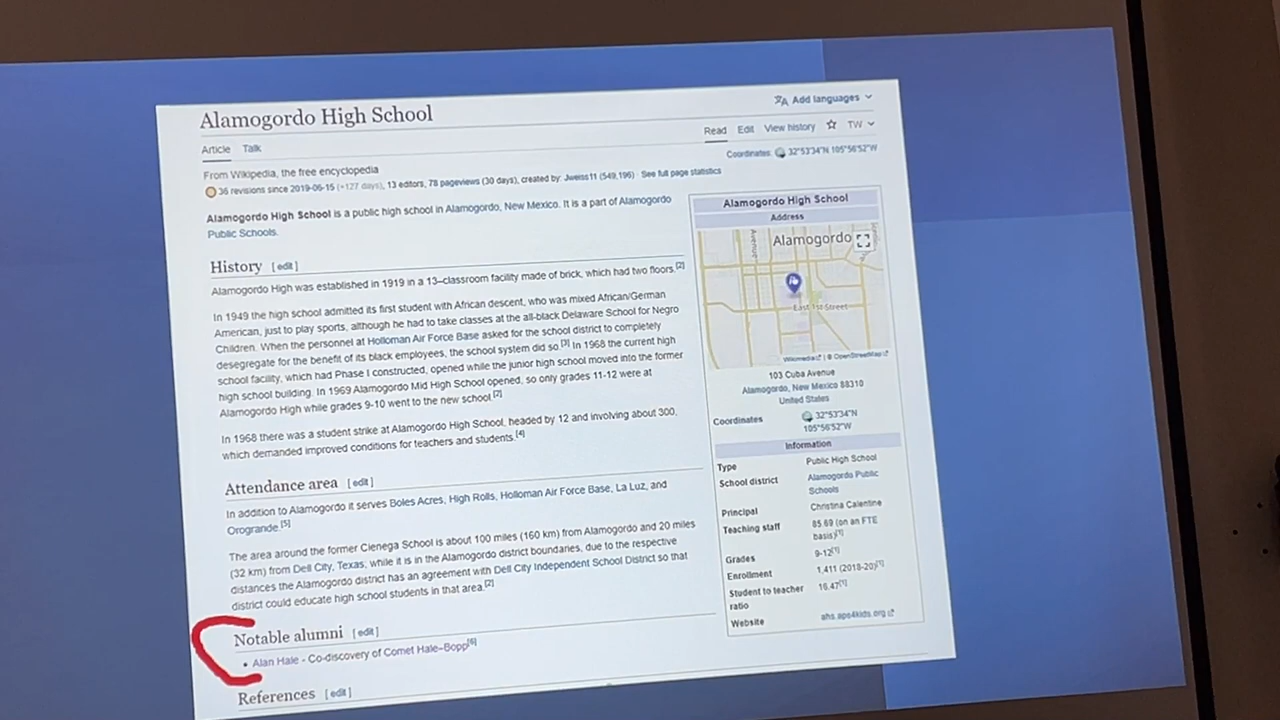 Alamogordo High School
Add languages
Article Talk
Read Edit View history TW
From Wikipedia, the free encyclopedia
Coordinates: 32°53′34″N 105°56′52″W
36 revisions since 2019-06-15 (+127 days), 13 editors, 78 pageviews (30 days), created by: Jweiss11 (549,196) · See full page statistics
Alamogordo High School is a public high school in Alamogordo, New Mexico. It is a part of Alamogordo
Public Schools.
History [ edit ]
Alamogordo High was established in 1919 in a 13–classroom facility made of brick, which had two floors.[2]
In 1949 the high school admitted its first student with African descent, who was mixed African/German
American, just to play sports, although he had to take classes at the all-black Delaware School for Negro
Children. When the personnel at Holloman Air Force Base asked for the school district to completely
desegregate for the benefit of its black employees, the school system did so.[3] In 1968 the current high
school facility, which had Phase I constructed, opened while the junior high school moved into the former
high school building. In 1969 Alamogordo Mid High School opened, so only grades 11-12 were at
Alamogordo High while grades 9-10 went to the new school.[2]
In 1968 there was a student strike at Alamogordo High School, headed by 12 and involving about 300,
which demanded improved conditions for teachers and students.[4]
Attendance area [ edit ]
In addition to Alamogordo it serves Boles Acres, High Rolls, Holloman Air Force Base, La Luz, and
Orogrande.[5]
The area around the former Cienega School is about 100 miles (160 km) from Alamogordo and 20 miles
(32 km) from Dell City, Texas; while it is in the Alamogordo district boundaries, due to the respective
distances the Alamogordo district has an agreement with Dell City Independent School District so that
district could educate high school students in that area.[2]
Notable alumni [ edit ]
• Alan Hale - Co-discovery of Comet Hale–Bopp[6]
References [ edit ]
Alamogordo High School
Address
Alamogordo
Avenue
East 1st Street
Wikimedia | © OpenStreetMap
103 Cuba Avenue
Alamogordo, New Mexico 88310
United States
Coordinates 32°53′34″N
105°56′52″W
Information
Type Public High School
School district Alamogordo Public
Schools
Principal Christina Calentine
Teaching staff 85.69 (on an FTE
basis)[1]
Grades 9-12[1]
Enrollment 1,411 (2018-20)[1]
Student to teacher 16.47[1]
ratio
Website ahs.aps4kids.org